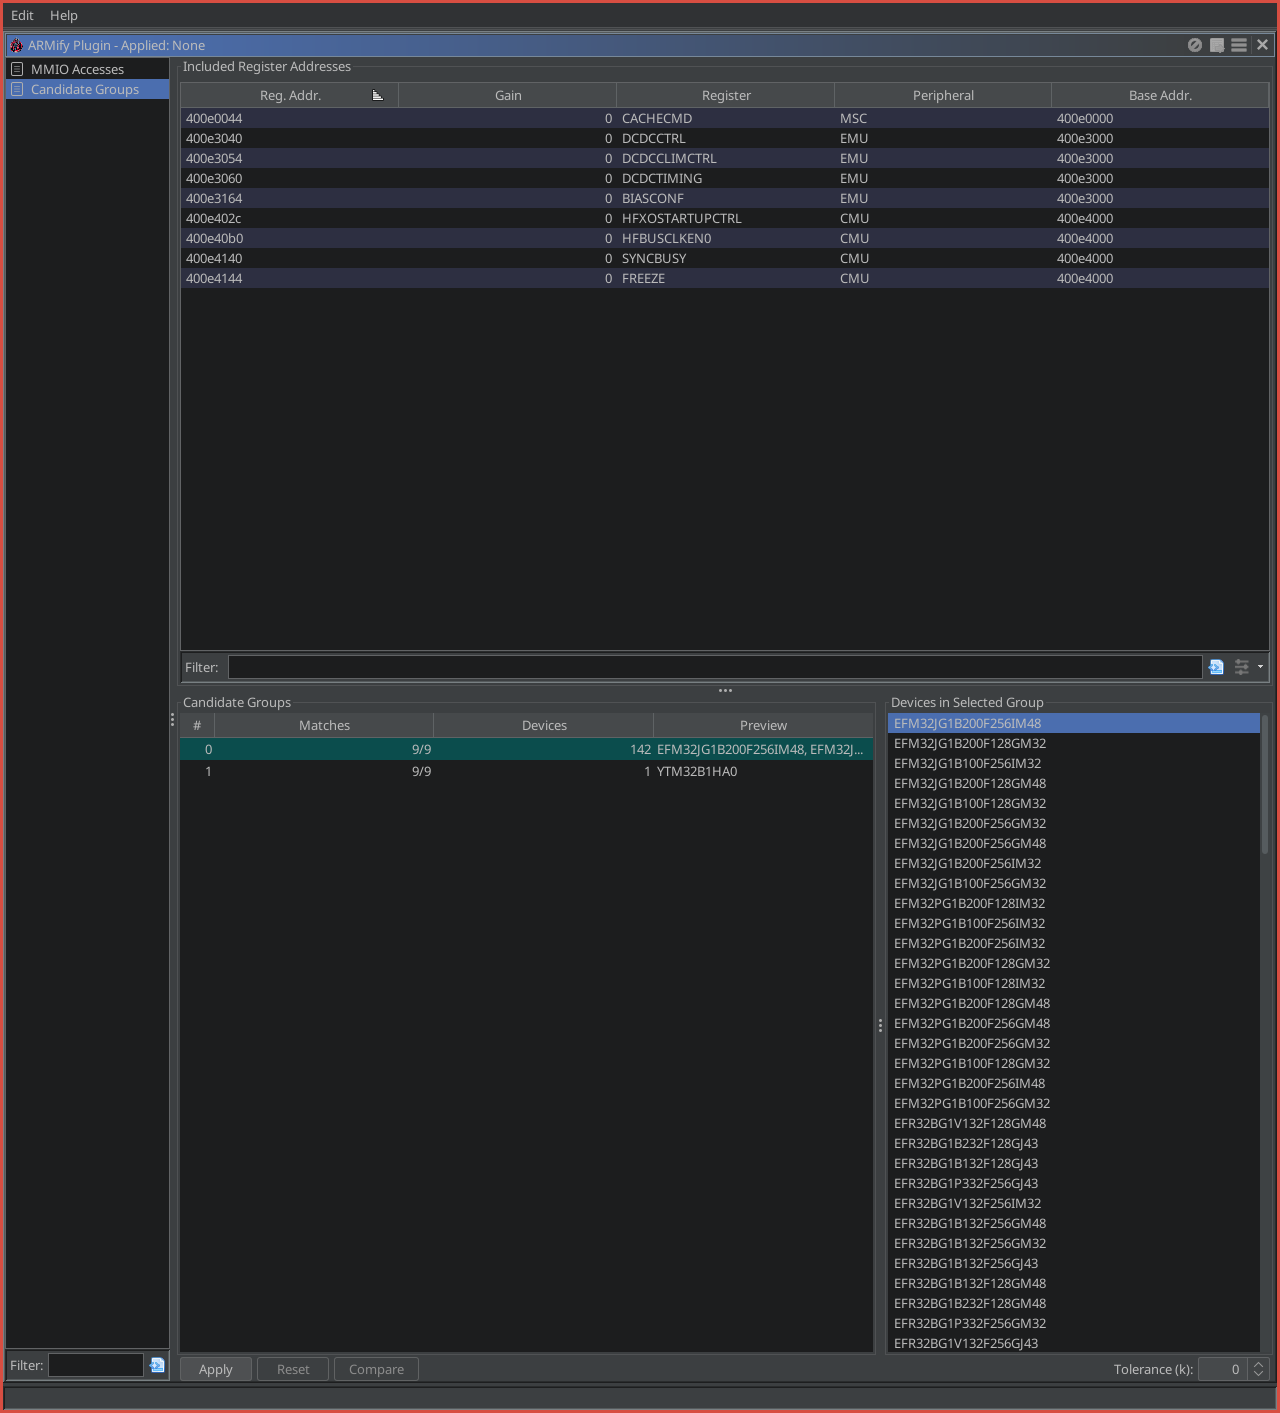 Edit Help
ARMify Plugin - Applied: None
MMIO Accesses
Candidate Groups
Filter:
Included Register Addresses
Reg. Addr. Gain Register Peripheral Base Addr.
400e0044 0 CACHECMD MSC 400e0000
400e3040 0 DCDCCTRL EMU 400e3000
400e3054 0 DCDCCLIMCTRL EMU 400e3000
400e3060 0 DCDCTIMING EMU 400e3000
400e3164 0 BIASCONF EMU 400e3000
400e402c 0 HFXOSTARTUPCTRL CMU 400e4000
400e40b0 0 HFBUSCLKEN0 CMU 400e4000
400e4140 0 SYNCBUSY CMU 400e4000
400e4144 0 FREEZE CMU 400e4000
Filter:
Candidate Groups
# Matches Devices Preview
0 9/9 142 EFM32JG1B200F256IM48, EFM32J...
1 9/9 1 YTM32B1HA0
Devices in Selected Group
EFM32JG1B200F256IM48
EFM32JG1B200F128GM32
EFM32JG1B100F256IM32
EFM32JG1B200F128GM48
EFM32JG1B100F128GM32
EFM32JG1B200F256GM32
EFM32JG1B200F256GM48
EFM32JG1B200F256IM32
EFM32JG1B100F256GM32
EFM32PG1B200F128IM32
EFM32PG1B100F256IM32
EFM32PG1B200F256IM32
EFM32PG1B200F128GM32
EFM32PG1B100F128IM32
EFM32PG1B200F128GM48
EFM32PG1B200F256GM48
EFM32PG1B200F256GM32
EFM32PG1B100F128GM32
EFM32PG1B200F256IM48
EFM32PG1B100F256GM32
EFR32BG1V132F128GM48
EFR32BG1B232F128GJ43
EFR32BG1B132F128GJ43
EFR32BG1P332F256GJ43
EFR32BG1V132F256IM32
EFR32BG1B132F256GM48
EFR32BG1B132F256GM32
EFR32BG1B132F256GJ43
EFR32BG1B132F128GM48
EFR32BG1B232F128GM48
EFR32BG1P332F256GM32
EFR32BG1V132F256GJ43
Apply Reset Compare Tolerance (k): 0